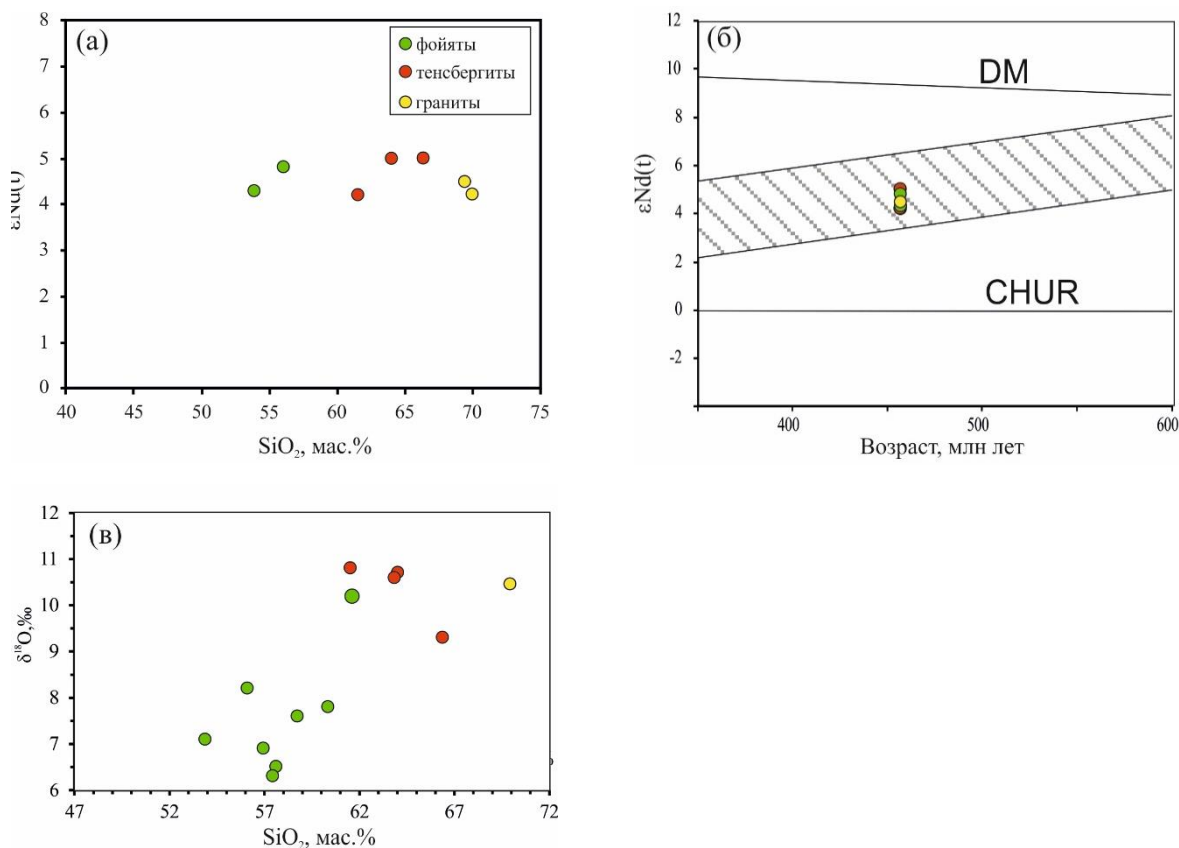 (а)
фойяты
тенсбергиты
граниты
εNd(t)
8
7
6
5
4
3
2
1
0
40 45 50 55 60 65 70 75
SiO₂, мас.%
(б)
DM
CHUR
εNd(t)
12
10
8
6
4
2
0
-2
400 500 600
Возраст, млн лет
(в)
δ¹⁸O,‰
12
11
10
9
8
7
6
47 52 57 62 67 72
SiO₂, мас.%